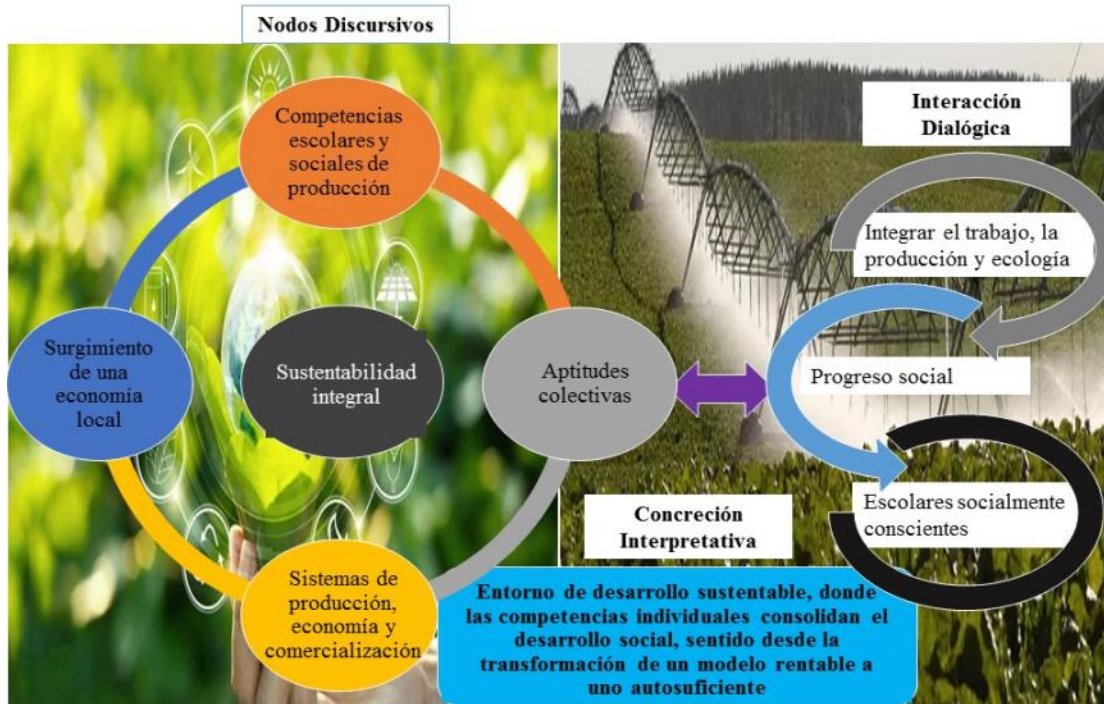 Nodos Discursivos
Competencias
escolares y
sociales de
producción
Surgimiento
de una
economía
local
Sustentabilidad
integral
Aptitudes
colectivas
Sistemas de
producción,
economía y
comercialización
Interacción
Dialógica
Integrar el trabajo, la
producción y ecología
Progreso social
Escolares socialmente
conscientes
Concreción
Interpretativa
Entorno de desarrollo sustentable, donde
las competencias individuales consolidan el
desarrollo social, sentido desde la
transformación de un modelo rentable a
uno autosuficiente